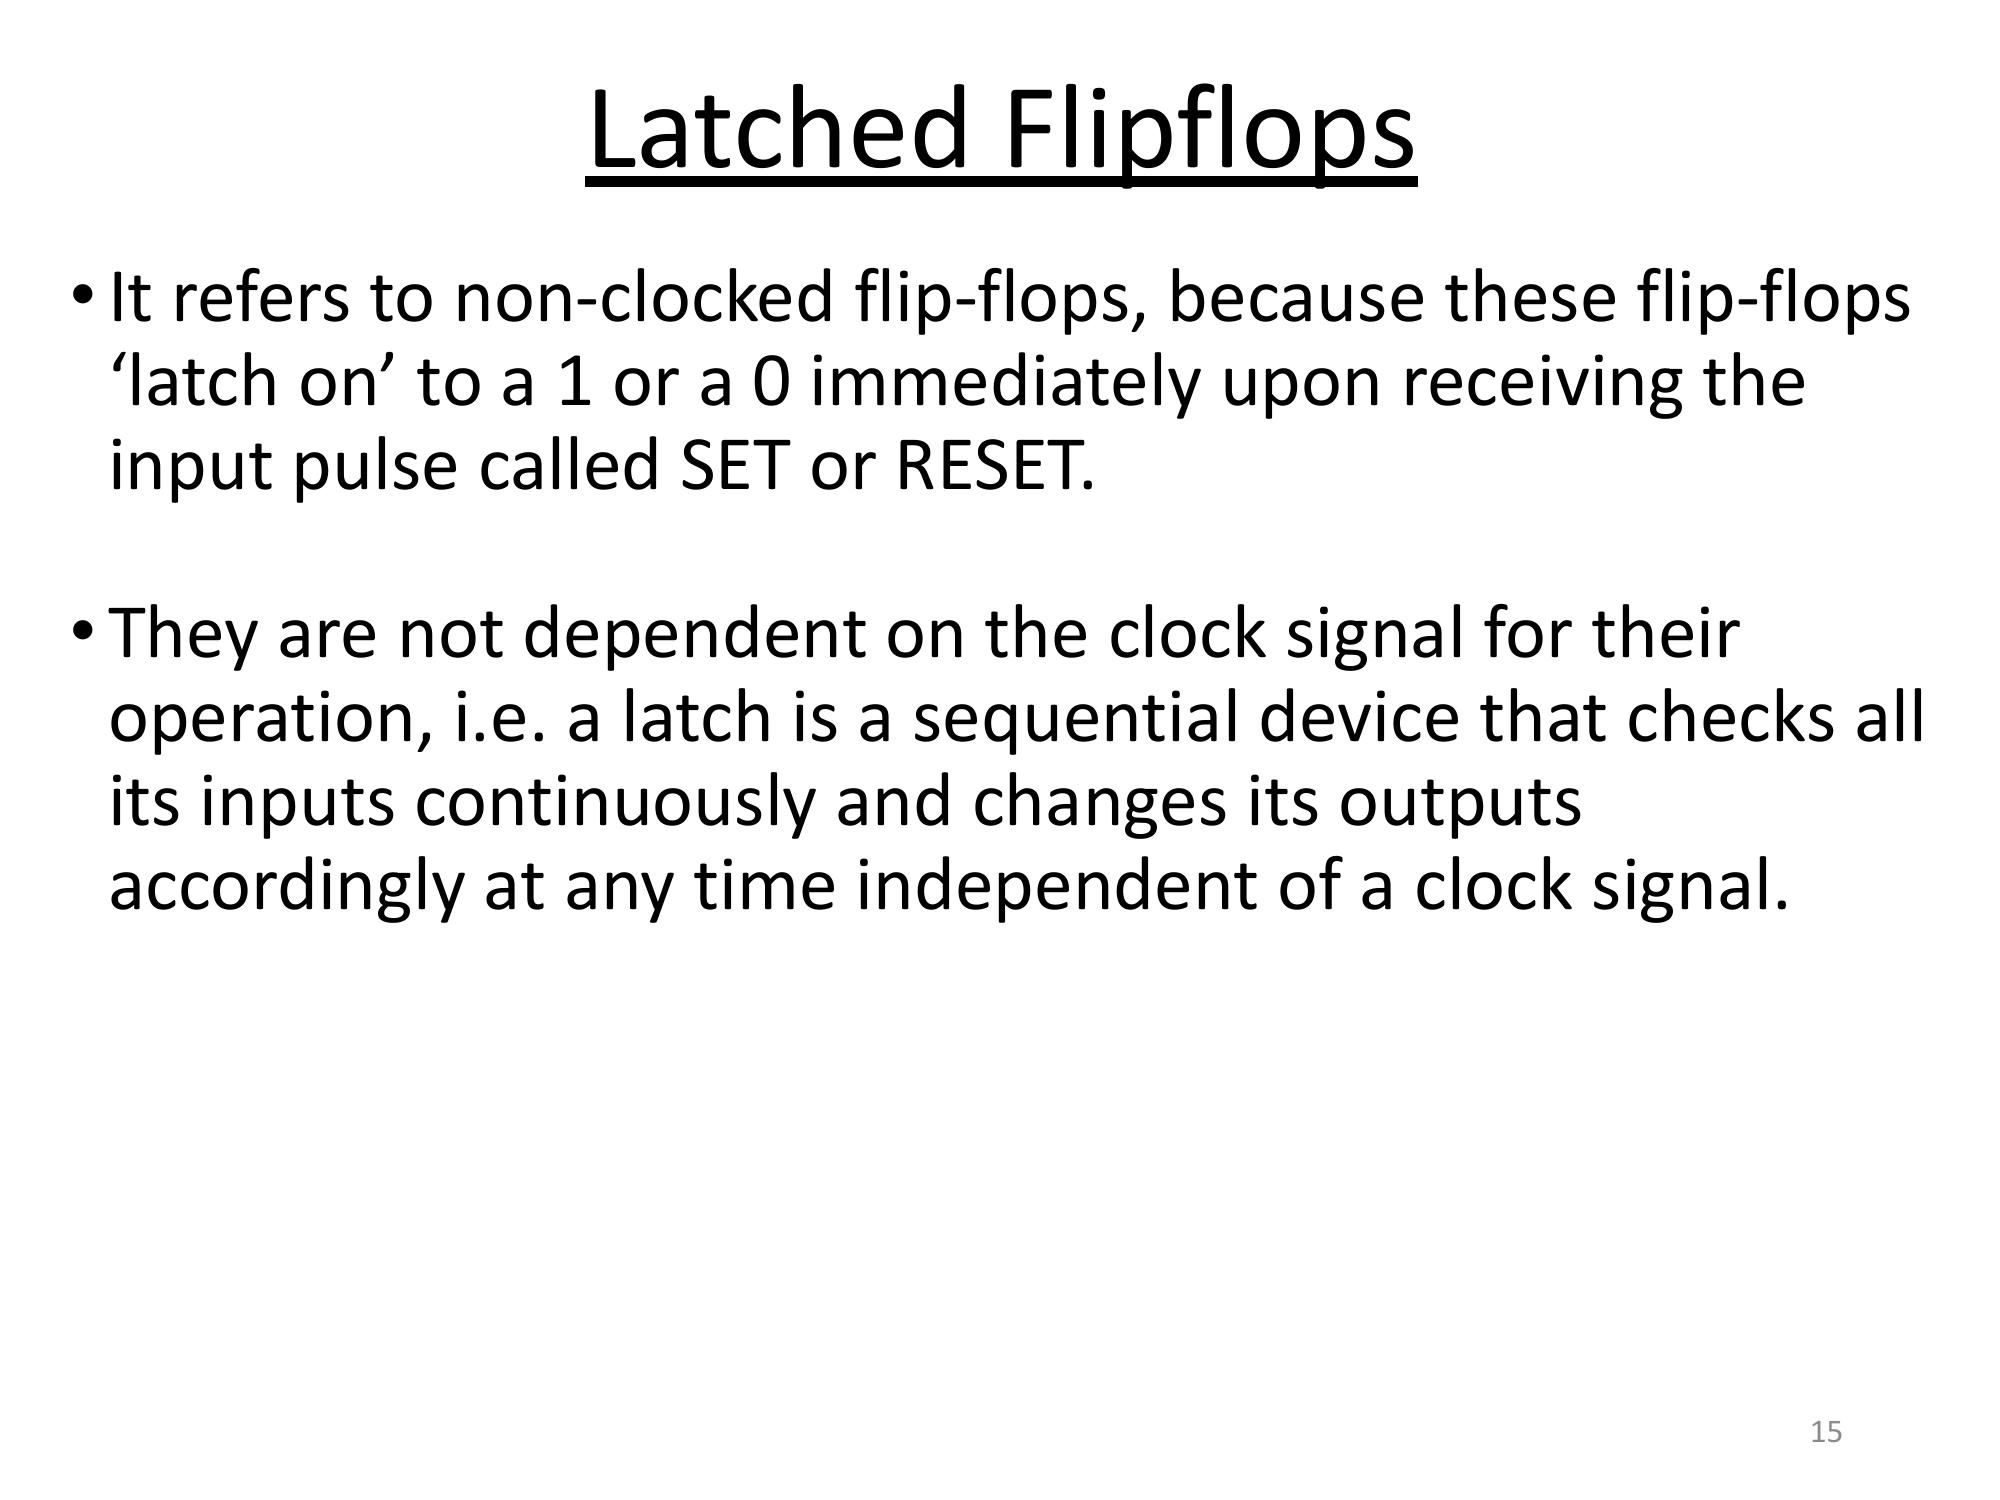 Latched Flipflops
• It refers to non-clocked flip-flops, because these flip-flops
‘latch on’ to a 1 or a 0 immediately upon receiving the
input pulse called SET or RESET.
• They are not dependent on the clock signal for their
operation, i.e. a latch is a sequential device that checks all
its inputs continuously and changes its outputs
accordingly at any time independent of a clock signal.
15